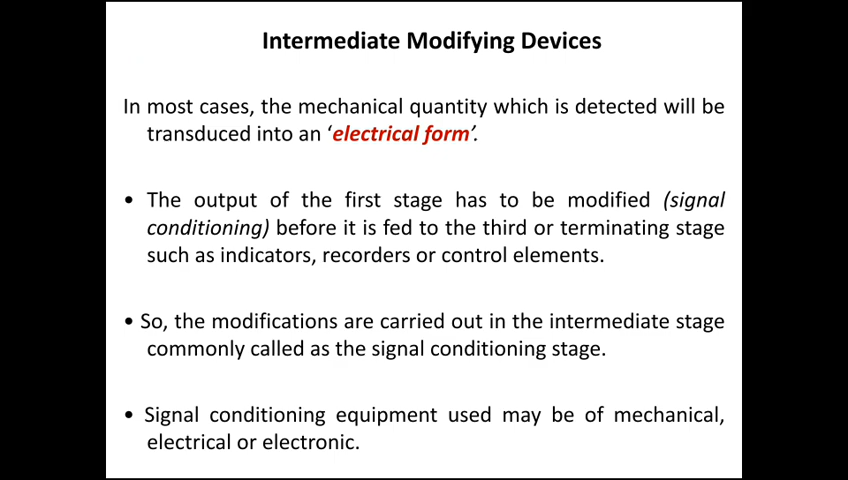 Intermediate Modifying Devices
In most cases, the mechanical quantity which is detected will be
transduced into an ‘electrical form’.
• The output of the first stage has to be modified (signal
conditioning) before it is fed to the third or terminating stage
such as indicators, recorders or control elements.
• So, the modifications are carried out in the intermediate stage
commonly called as the signal conditioning stage.
• Signal conditioning equipment used may be of mechanical,
electrical or electronic.